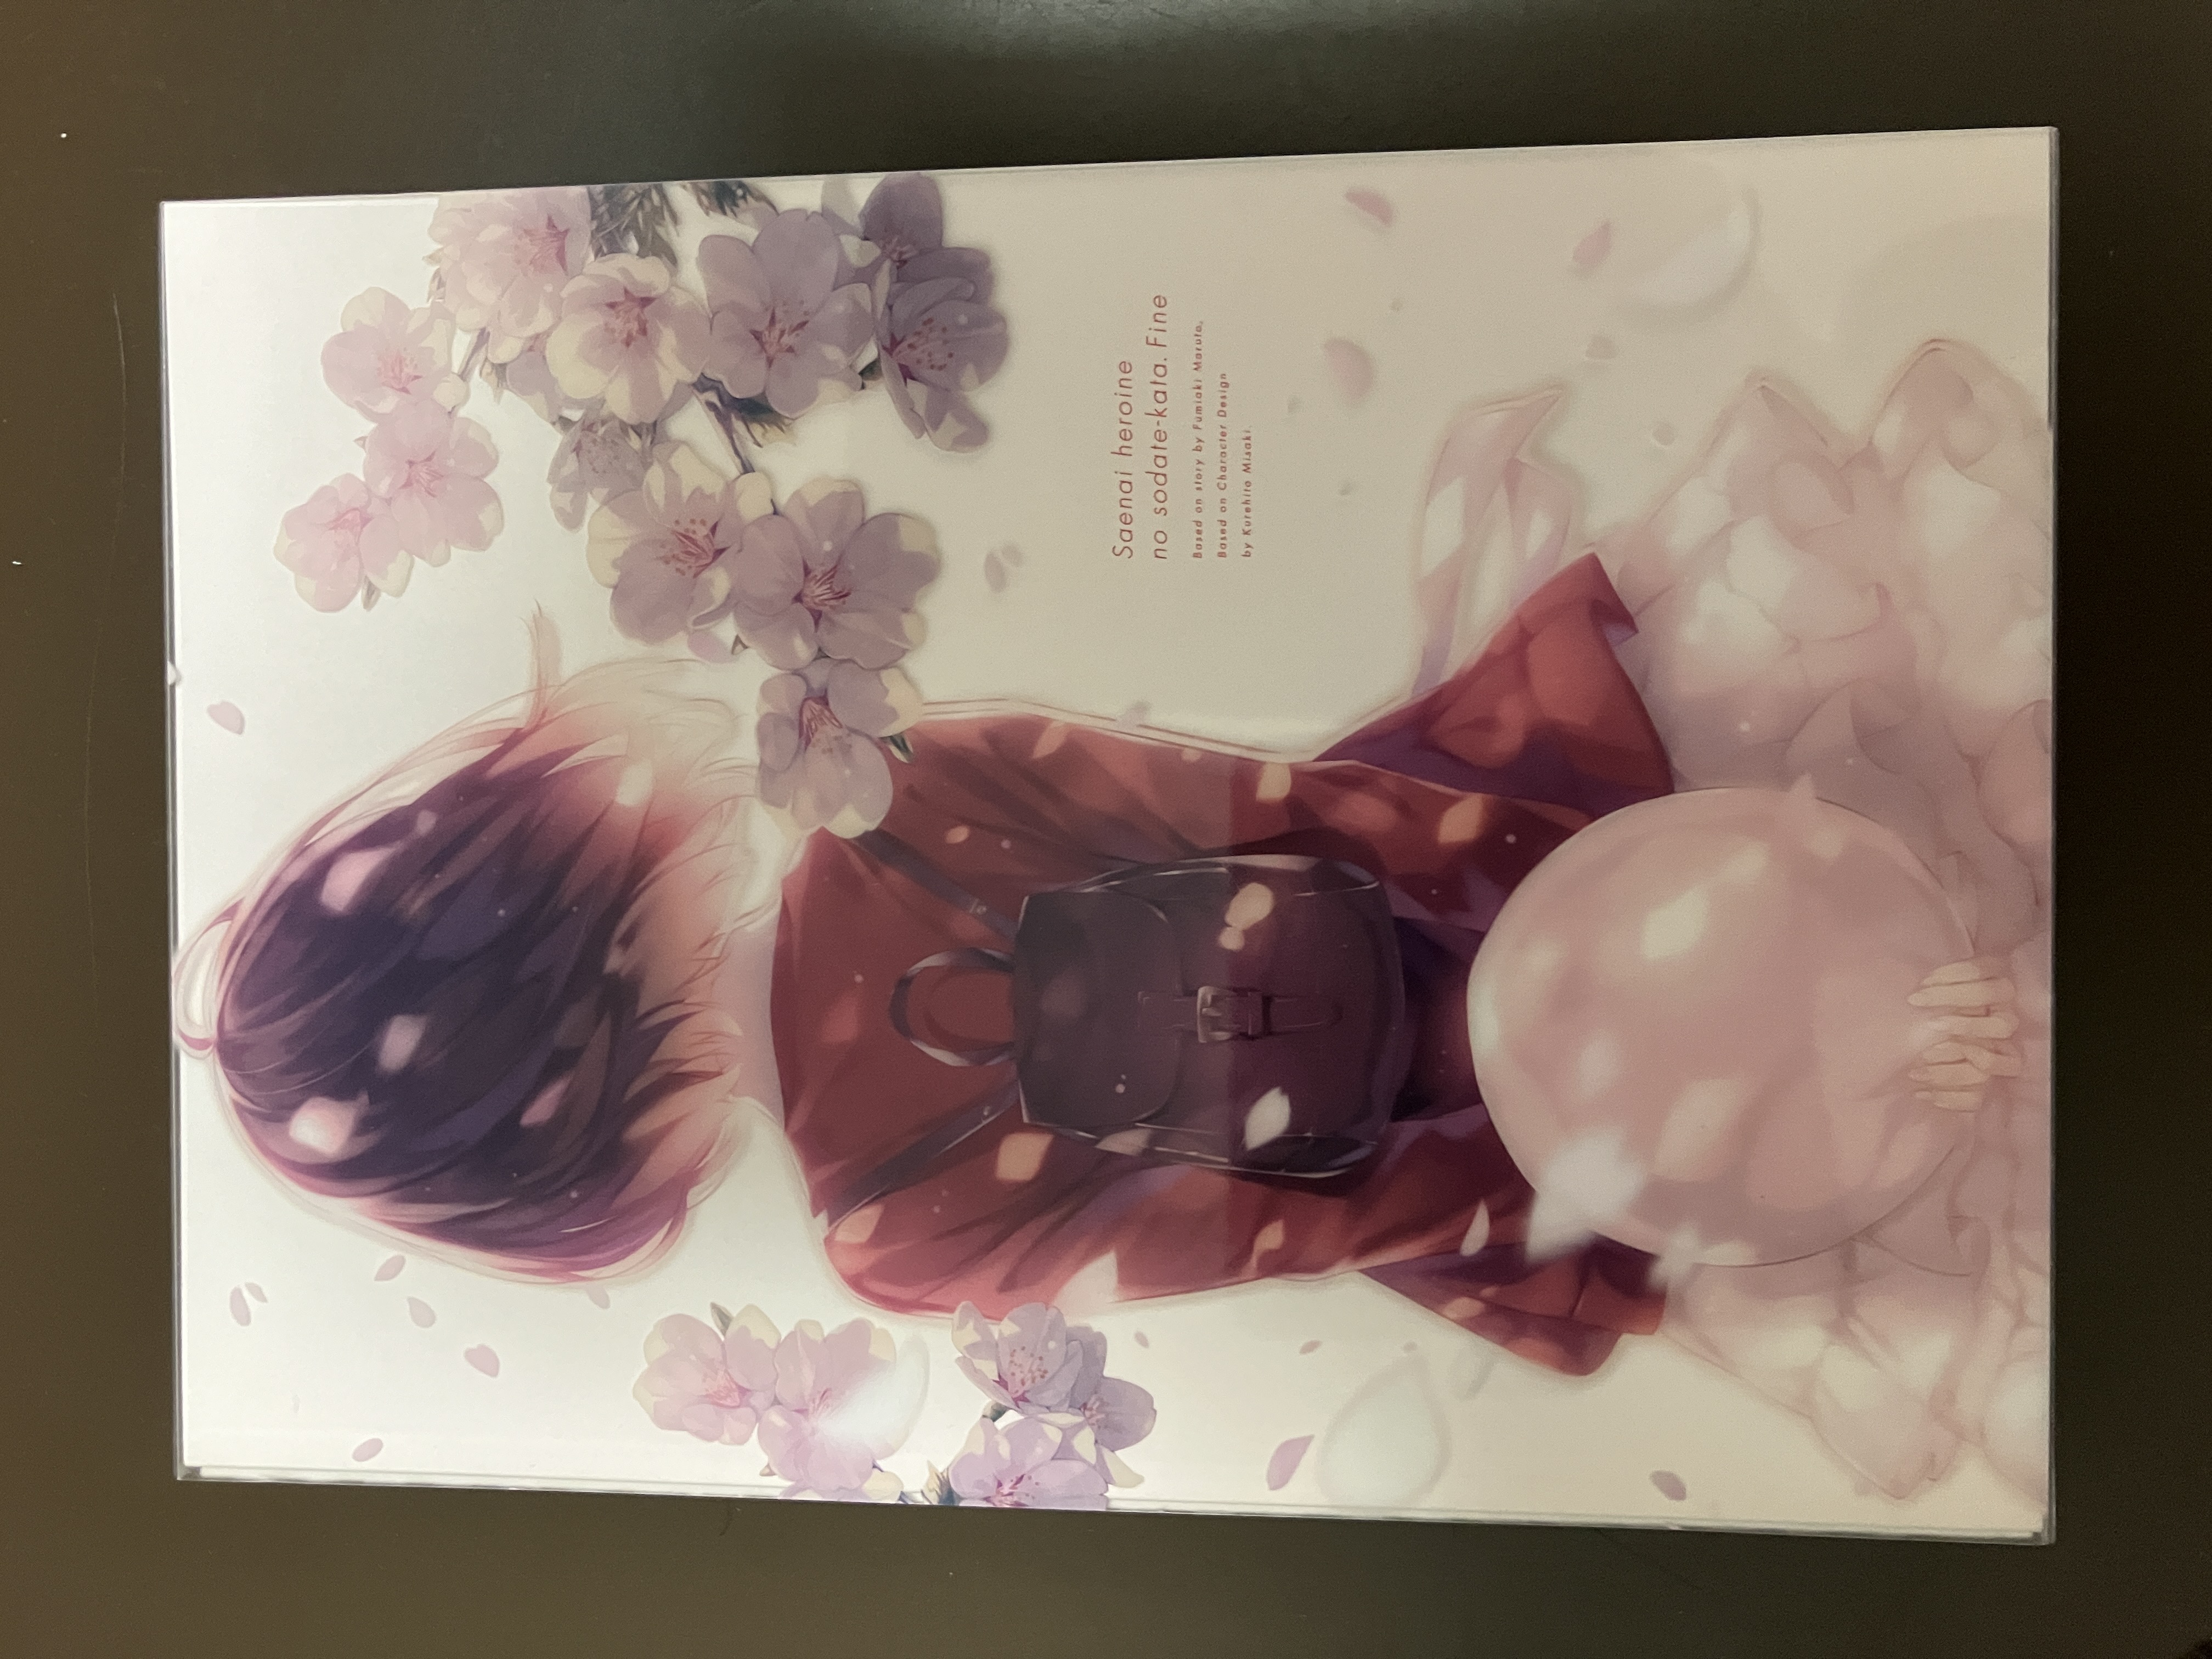 Saenai heroine
no sodate-kata. Fine
Based on story by Fumiaki Maruto,
Based on Character Design
by Kurehito Misaki.